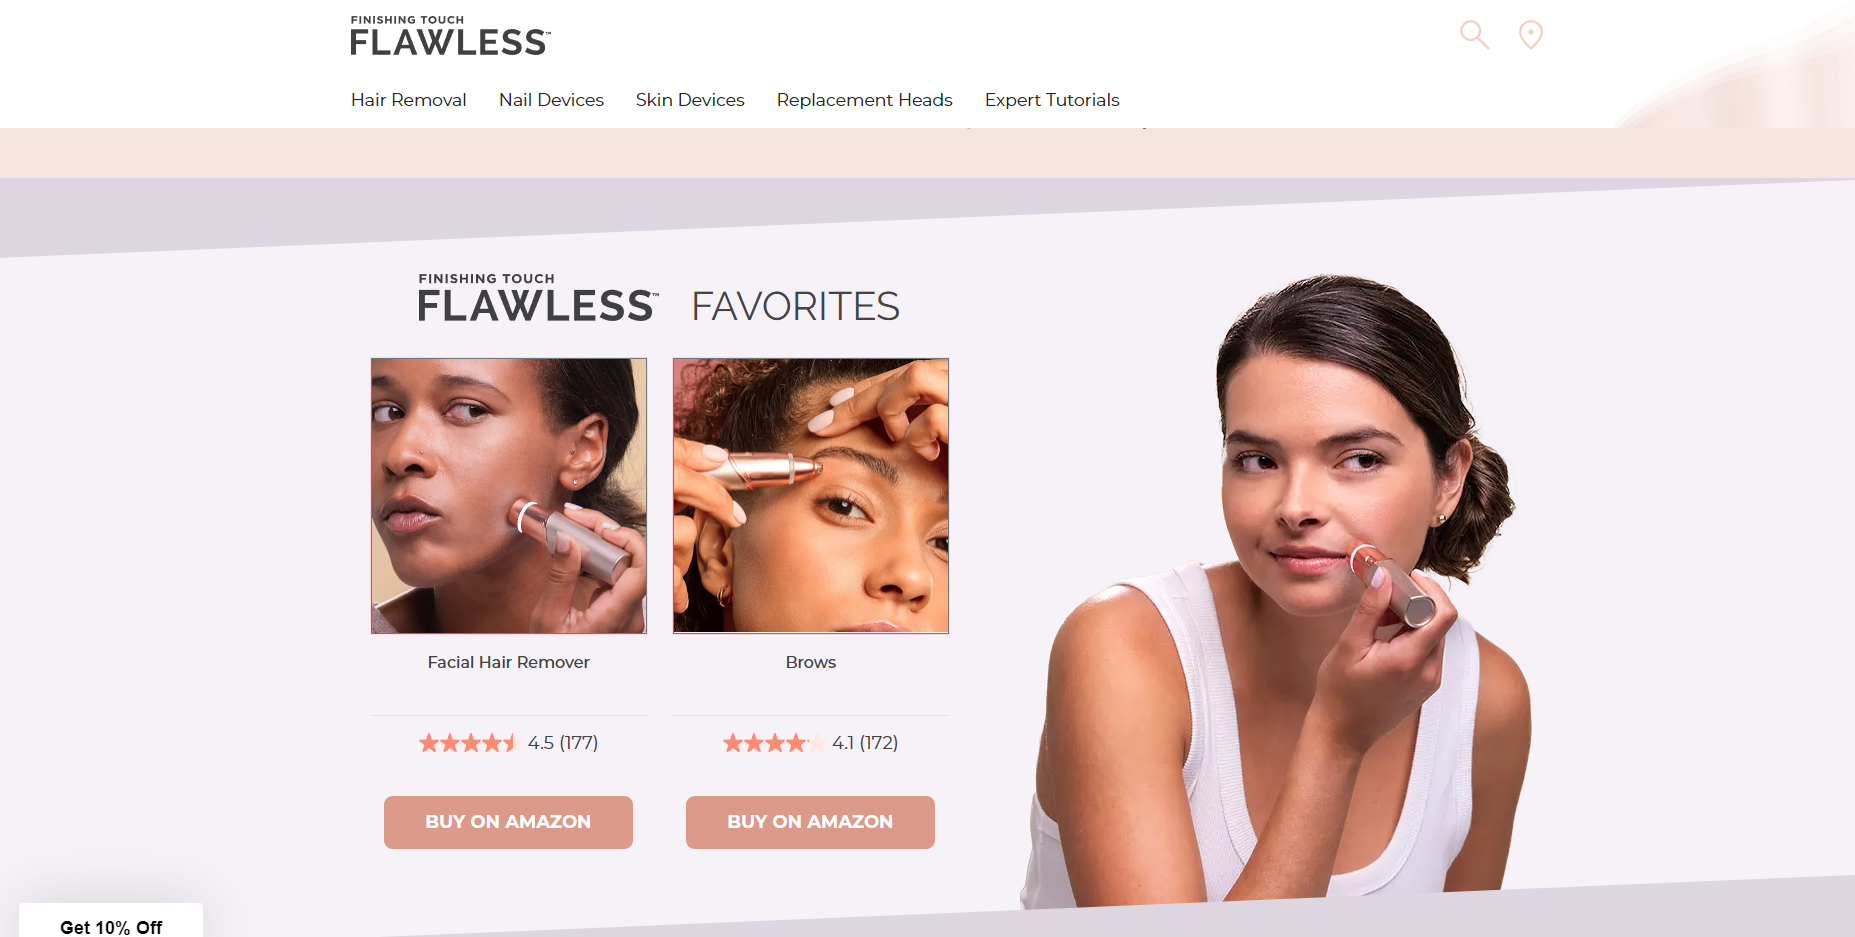 FINISHING TOUCH
FLAWLESS™
Hair Removal Nail Devices Skin Devices Replacement Heads Expert Tutorials
FINISHING TOUCH
FLAWLESS™ FAVORITES
Facial Hair Remover
Brows
4.5 (177)
4.1 (172)
BUY ON AMAZON
BUY ON AMAZON
Get 10% Off